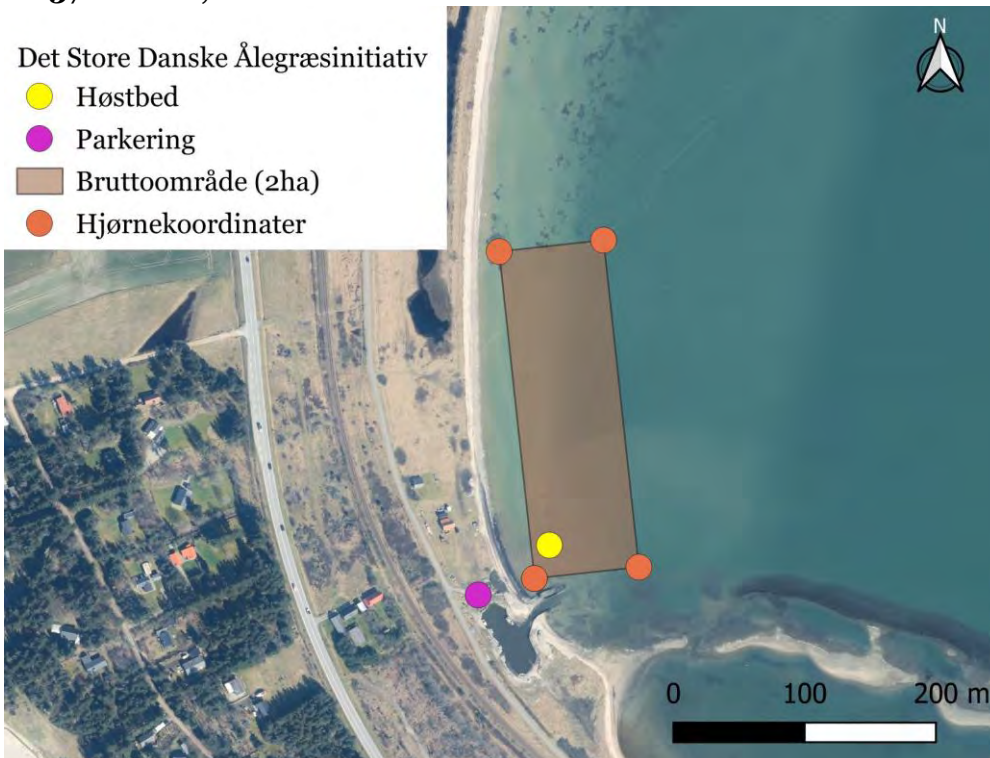 Det Store Danske Ålegræsinitiativ
Høstbed
Parkering
Bruttoområde (2ha)
Hjørnekoordinater
N
0 100 200 m